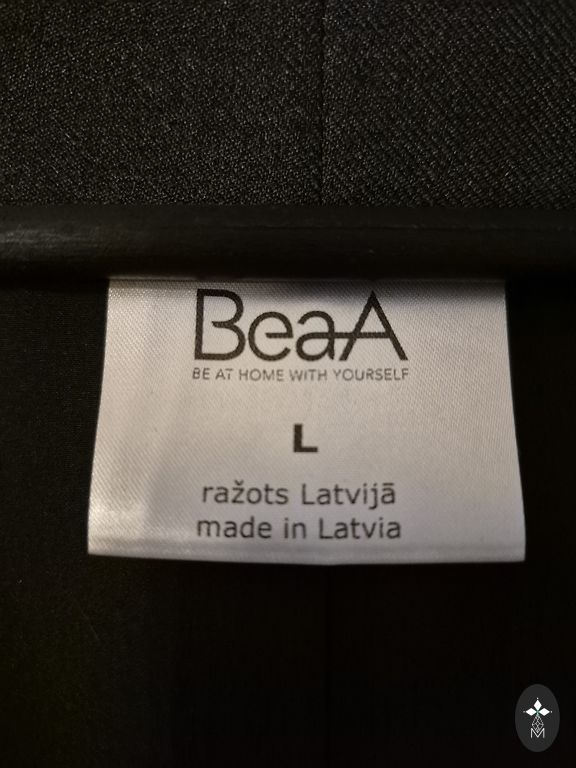 BeaA
BE AT HOME WITH YOURSELF
L
ražots Latvijā
made in Latvia
M